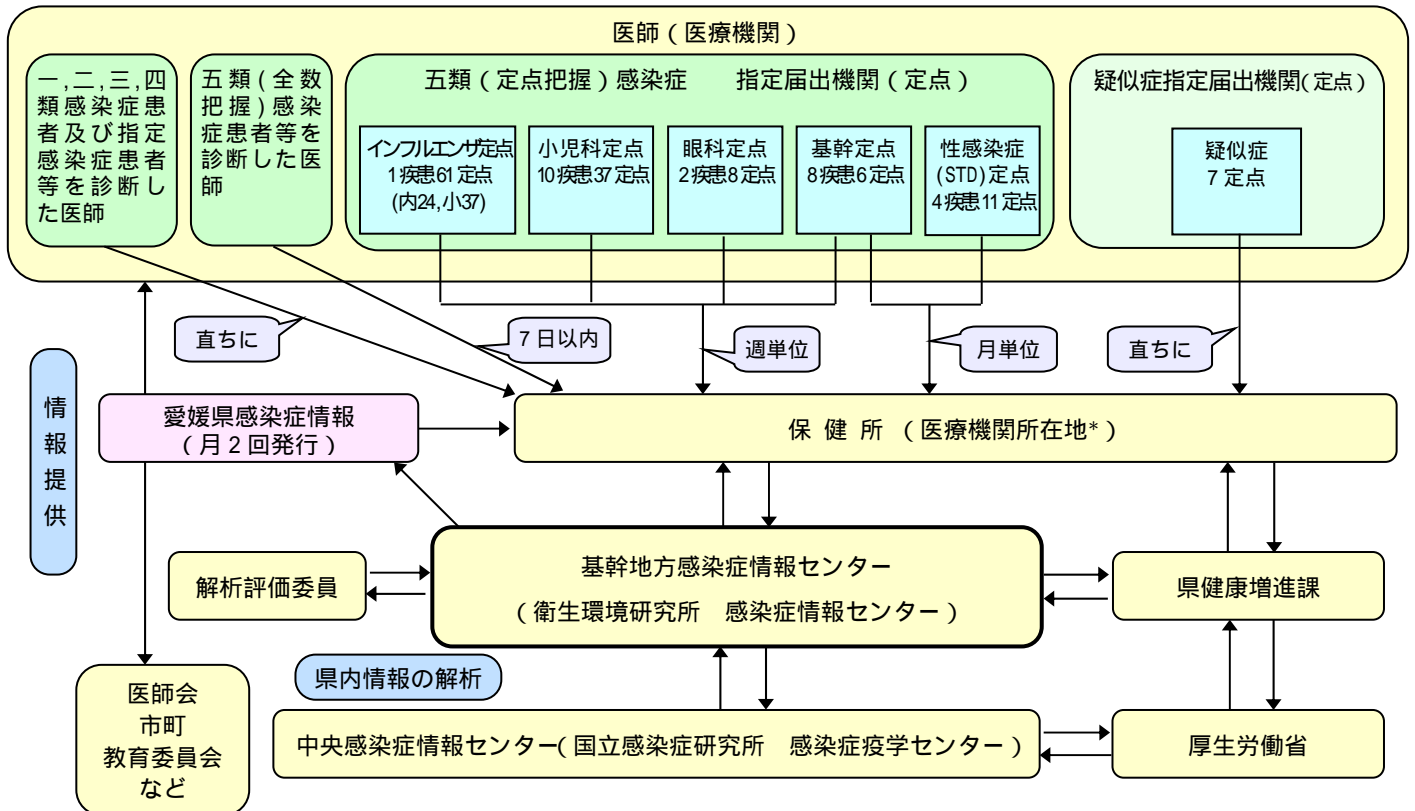 医師（医療機関）
一,二,三,四
類感染症患
者及び指定
感染症患者
等を診断し
た医師
五類(全数
把握)感染
症患者等を
診断した医
師
五類（定点把握）感染症　　指定届出機関（定点）
インフルエンザ定点
1疾患61定点
(内24,小37)
小児科定点
10疾患37定点
眼科定点
2疾患8定点
基幹定点
8疾患6定点
性感染症
(STD)定点
4疾患11定点
疑似症指定届出機関(定点)
疑似症
7定点
直ちに
7日以内
週単位
月単位
直ちに
情報提供
愛媛県感染症情報
（月2回発行）
保 健 所 （医療機関所在地*）
解析評価委員
基幹地方感染症情報センター
（衛生環境研究所　感染症情報センター）
県健康増進課
県内情報の解析
医師会
市町
教育委員会
など
中央感染症情報センター(国立感染症研究所　感染症疫学センター）
厚生労働省